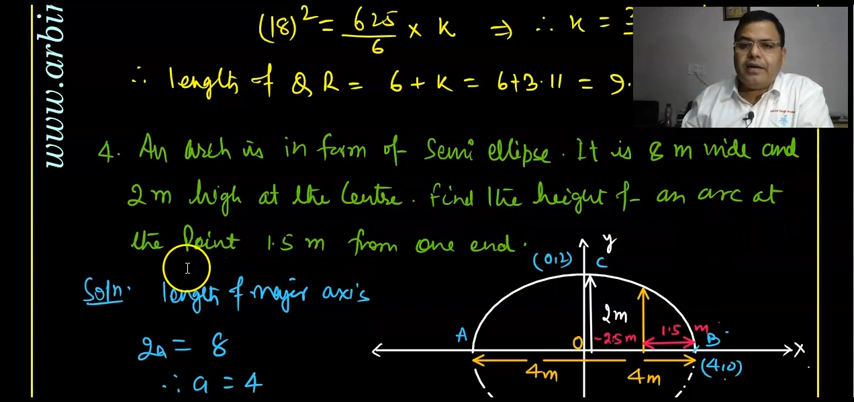 (18)² = 625/6 × K ⇒ ∴ K = 3
∴ length of QR = 6 + K = 6+3.11 = 9.
www.arbin
4. An arch is in form of semi ellipse. It is 8 m wide and
2m high at the Centre. Find the height of an arc at
the Point 1.5 m from one end.
Soln. length of major axis
2a = 8
∴ a = 4
y
(0,2) C
2m
A O -2.5m 1.5 m B X
4m 4m (4,0)